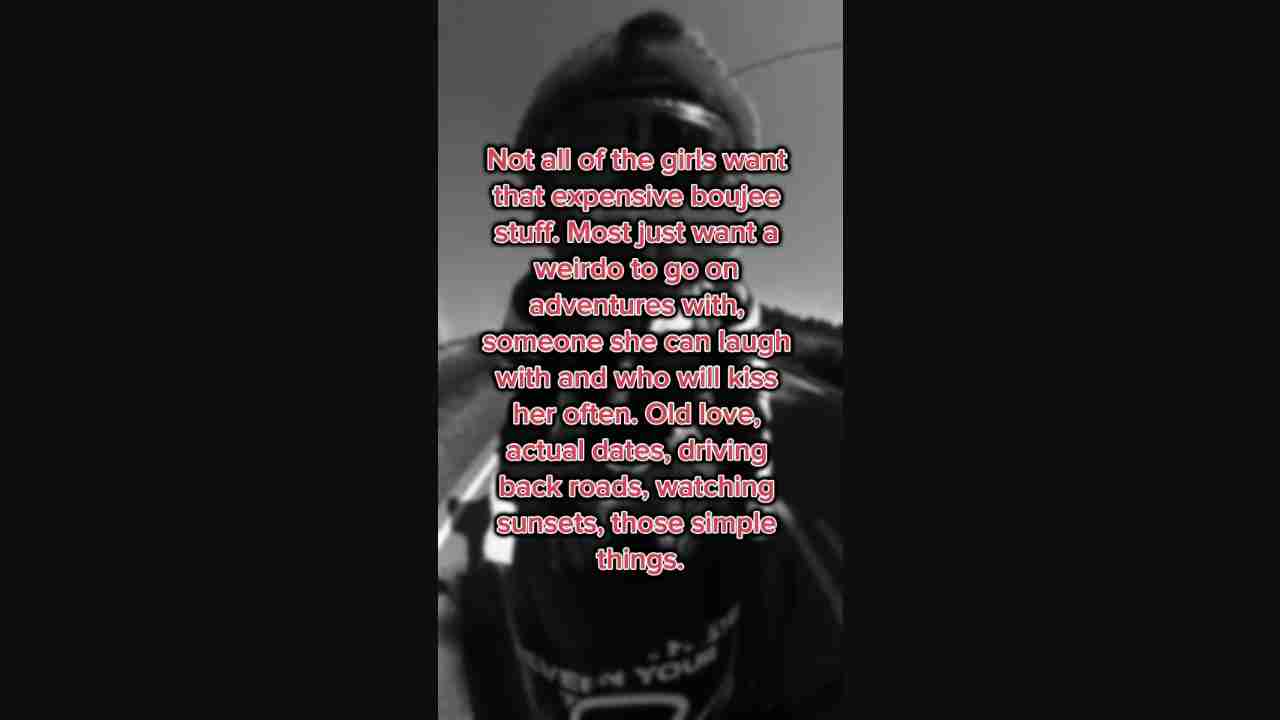 Not all of the girls want
that expensive boujee
stuff. Most just want a
weirdo to go on
adventures with,
someone she can laugh
with and who will kiss
her often. Old love,
actual dates, driving
back roads, watching
sunsets, those simple
things.
YOUR